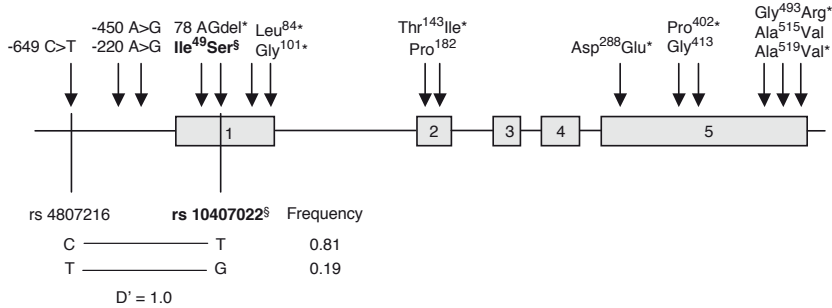 -649 C>T
-450 A>G
-220 A>G
78 AGdel*
Ile⁴⁹Ser§
Leu⁸⁴*
Gly¹⁰¹*
Thr¹⁴³Ile*
Pro¹⁸²
Asp²⁸⁸Glu*
Pro⁴⁰²*
Gly⁴¹³
Gly⁴⁹³Arg*
Ala⁵¹⁵Val
Ala⁵¹⁹Val*
1
2
3
4
5
rs 4807216 rs 10407022§ Frequency
C T 0.81
T G 0.19
D' = 1.0